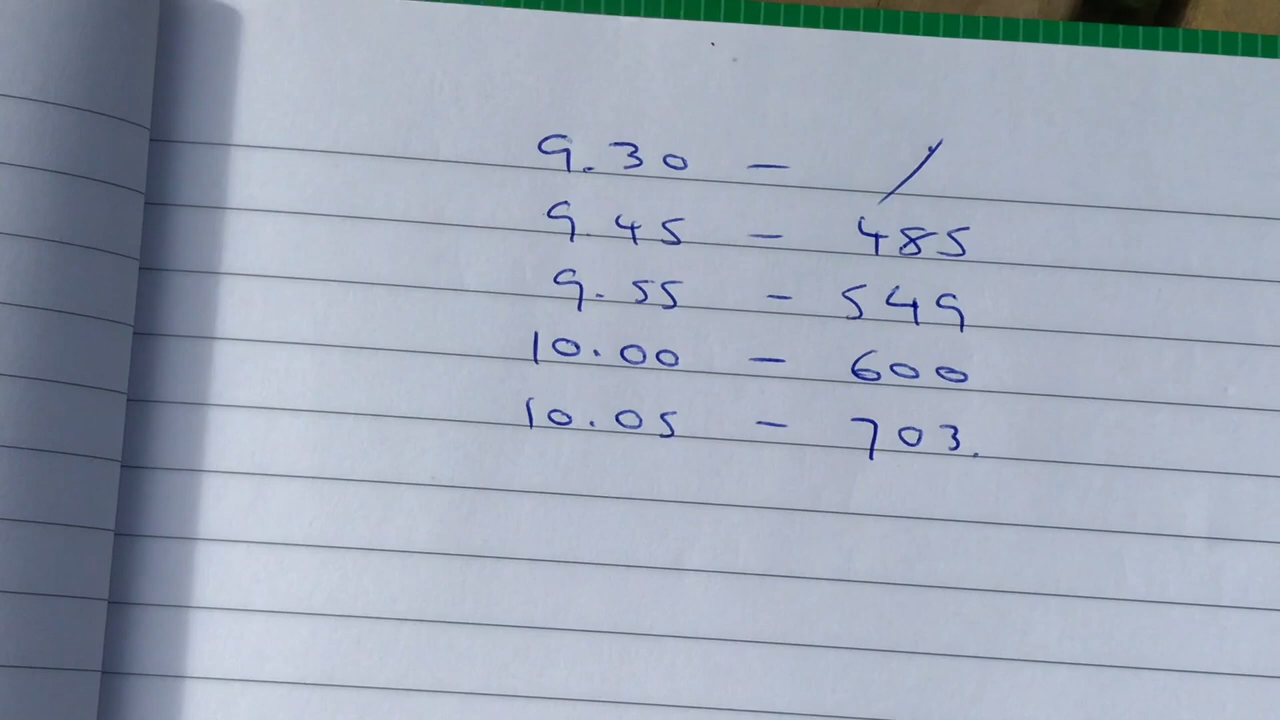 9.30 - /
9.45 - 485
9.55 - 549
10.00 - 600
10.05 - 703.